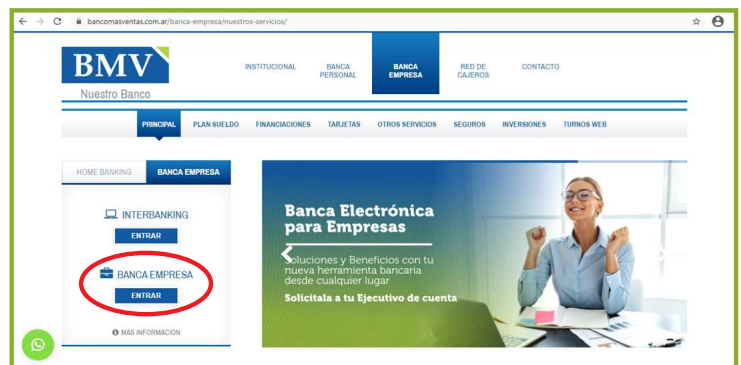 bancomasventas.com.ar/banca-empresa/nuestros-servicios/
BMV
Nuestro Banco
INSTITUCIONAL
BANCA
PERSONAL
BANCA
EMPRESA
RED DE
CAJEROS
CONTACTO
PRINCIPAL PLAN SUELDO FINANCIACIONES TARJETAS OTROS SERVICIOS SEGUROS INVERSIONES TURNOS WEB
HOME BANKING BANCA EMPRESA
INTERBANKING
ENTRAR
BANCA EMPRESA
ENTRAR
MÁS INFORMACIÓN
Banca Electrónica
para Empresas
Soluciones y Beneficios con tu
nueva herramienta bancaria
desde cualquier lugar
Solicitala a tu Ejecutivo de cuenta